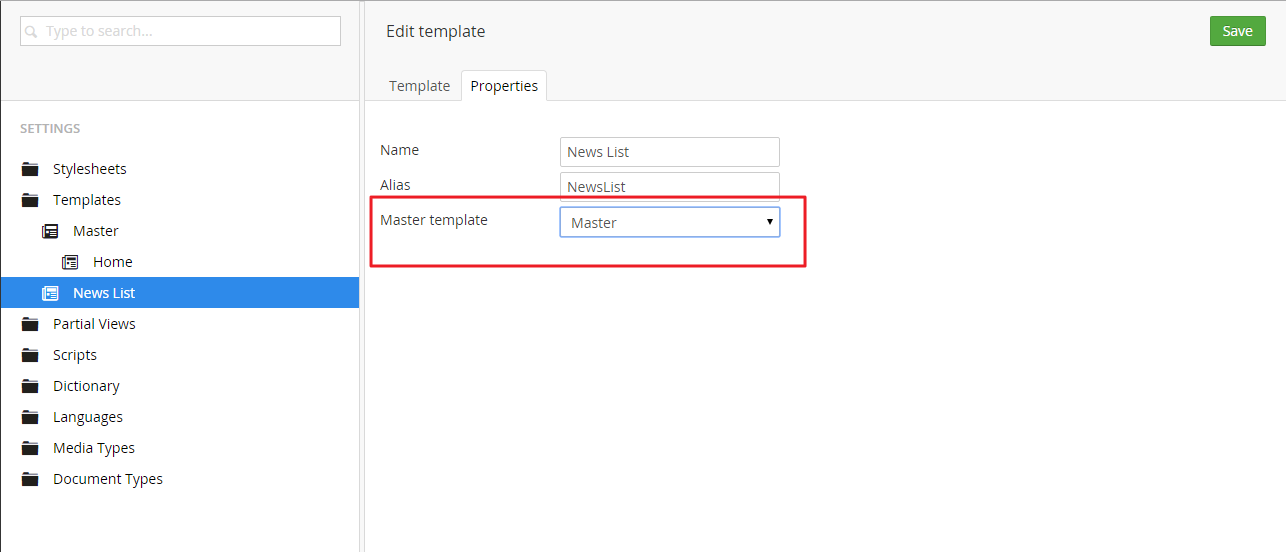 Type to search...
SETTINGS
Stylesheets
Templates
Master
Home
News List
Partial Views
Scripts
Dictionary
Languages
Media Types
Document Types
Edit template
Save
Template Properties
Name News List
Alias NewsList
Master template Master